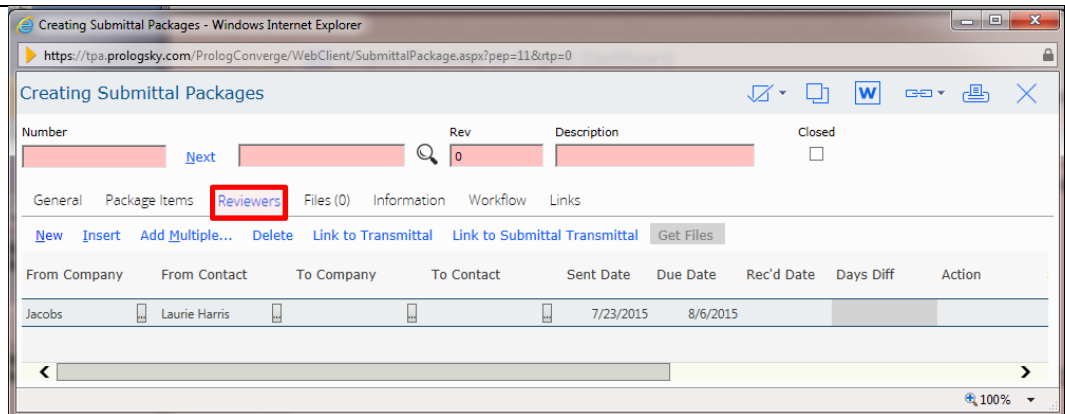 Creating Submittal Packages - Windows Internet Explorer
https://tpa.prologsky.com/PrologConverge/WebClient/SubmittalPackage.aspx?pep=11&rtp=0
Creating Submittal Packages
W
Number Rev Description Closed
Next 0
General Package Items Reviewers Files (0) Information Workflow Links
New Insert Add Multiple... Delete Link to Transmittal Link to Submittal Transmittal Get Files
From Company From Contact To Company To Contact Sent Date Due Date Rec'd Date Days Diff Action
Jacobs ... Laurie Harris ... ... ... 7/23/2015 8/6/2015
100%